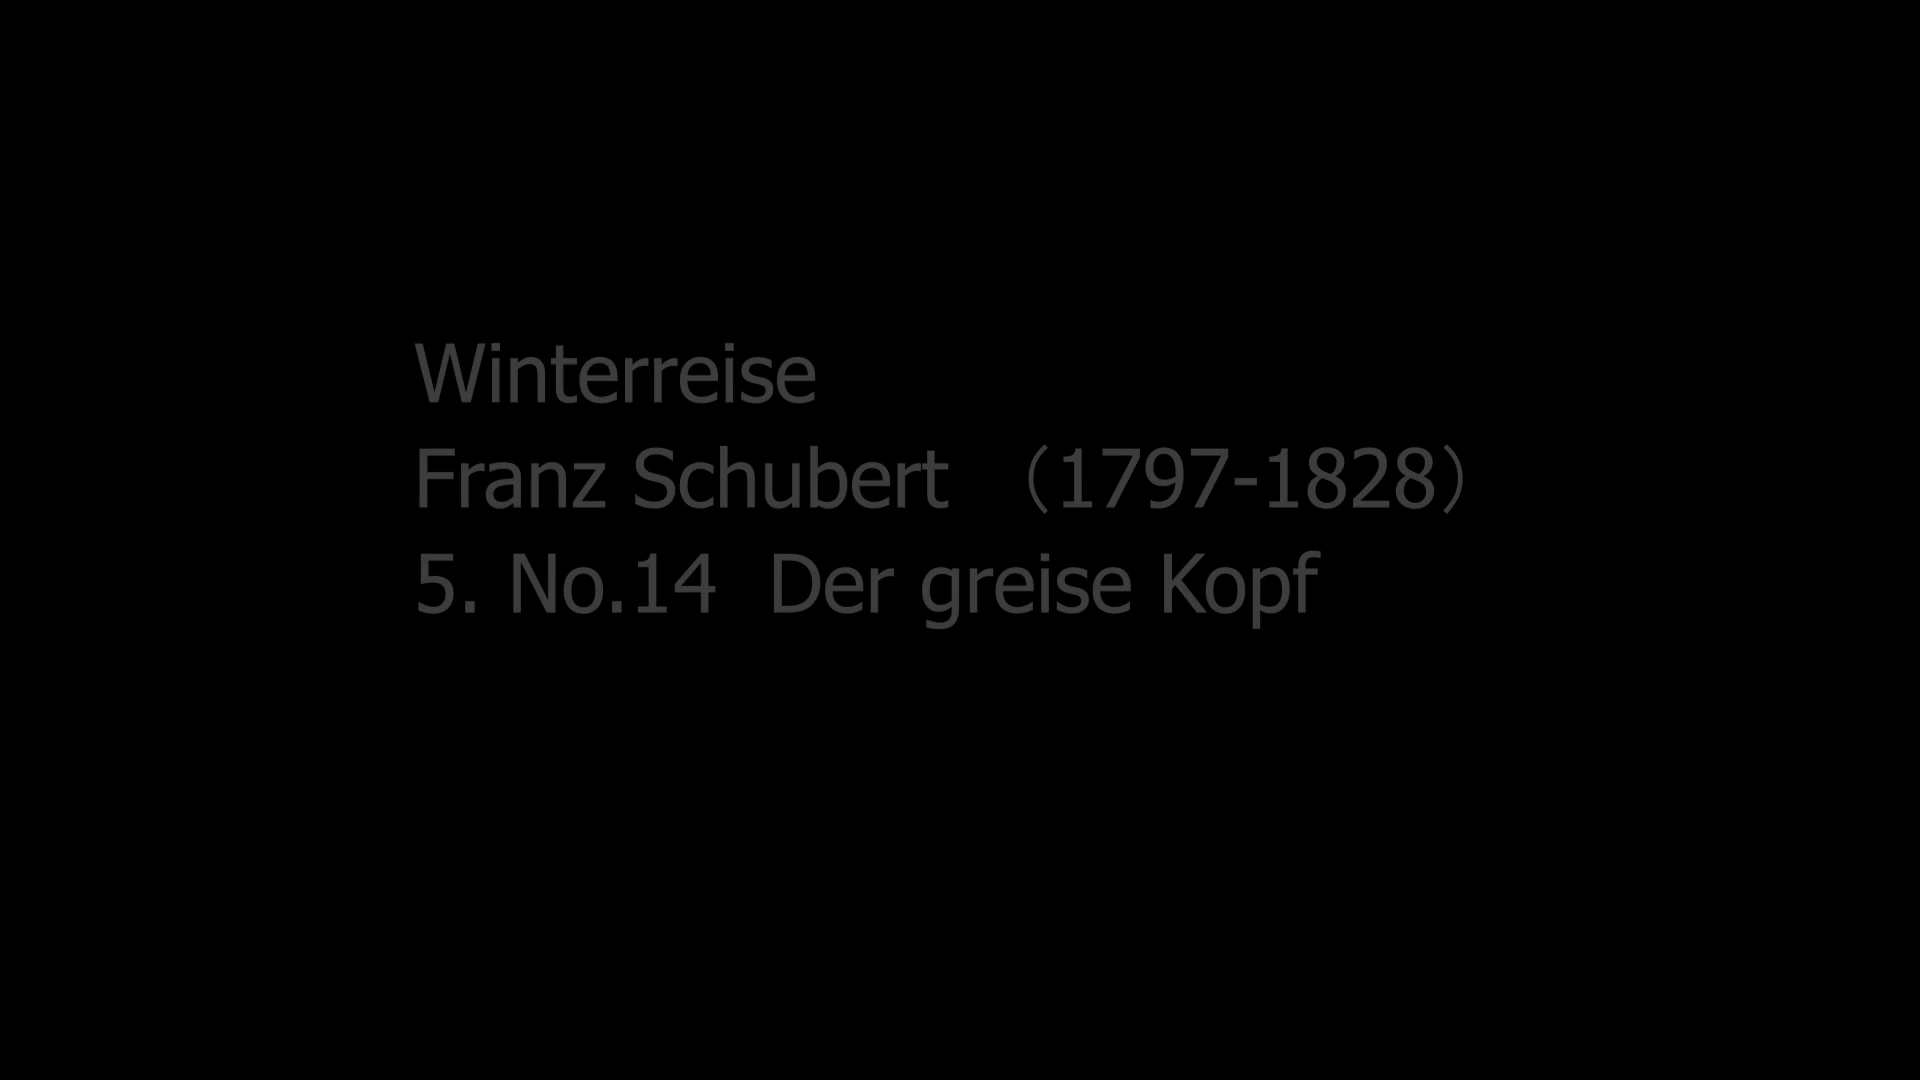 Winterreise
Franz Schubert （1797-1828）
5. No.14  Der greise Kopf